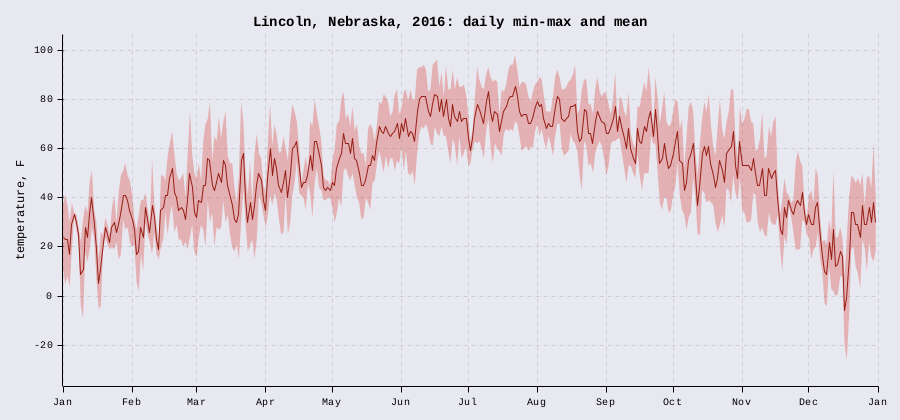 Lincoln, Nebraska, 2016: daily min-max and mean
temperature, F
100
80
60
40
20
0
-20
Jan Feb Mar Apr May Jun Jul Aug Sep Oct Nov Dec Jan